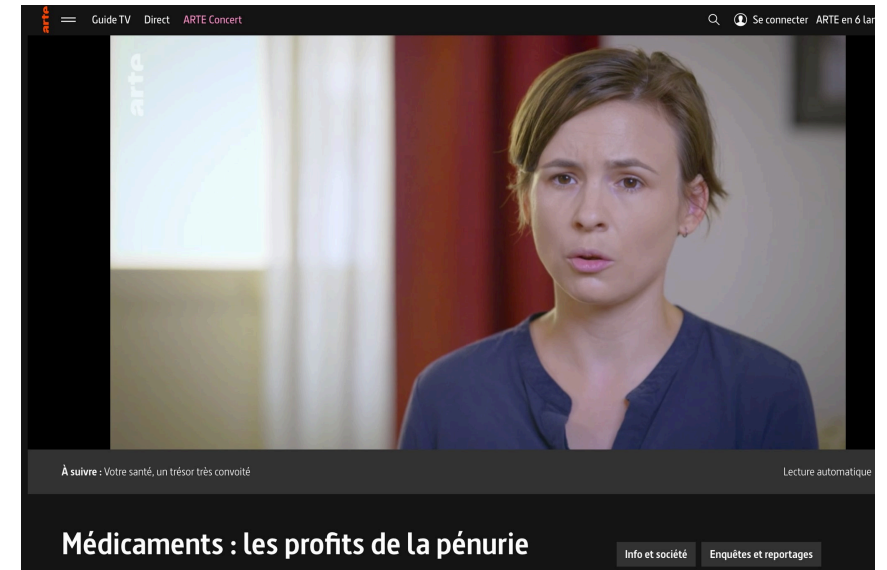 arte
Guide TV Direct ARTE Concert
Se connecter ARTE en 6 lan
arte
À suivre : Votre santé, un trésor très convoité
Lecture automatique
Médicaments : les profits de la pénurie
Info et société Enquêtes et reportages